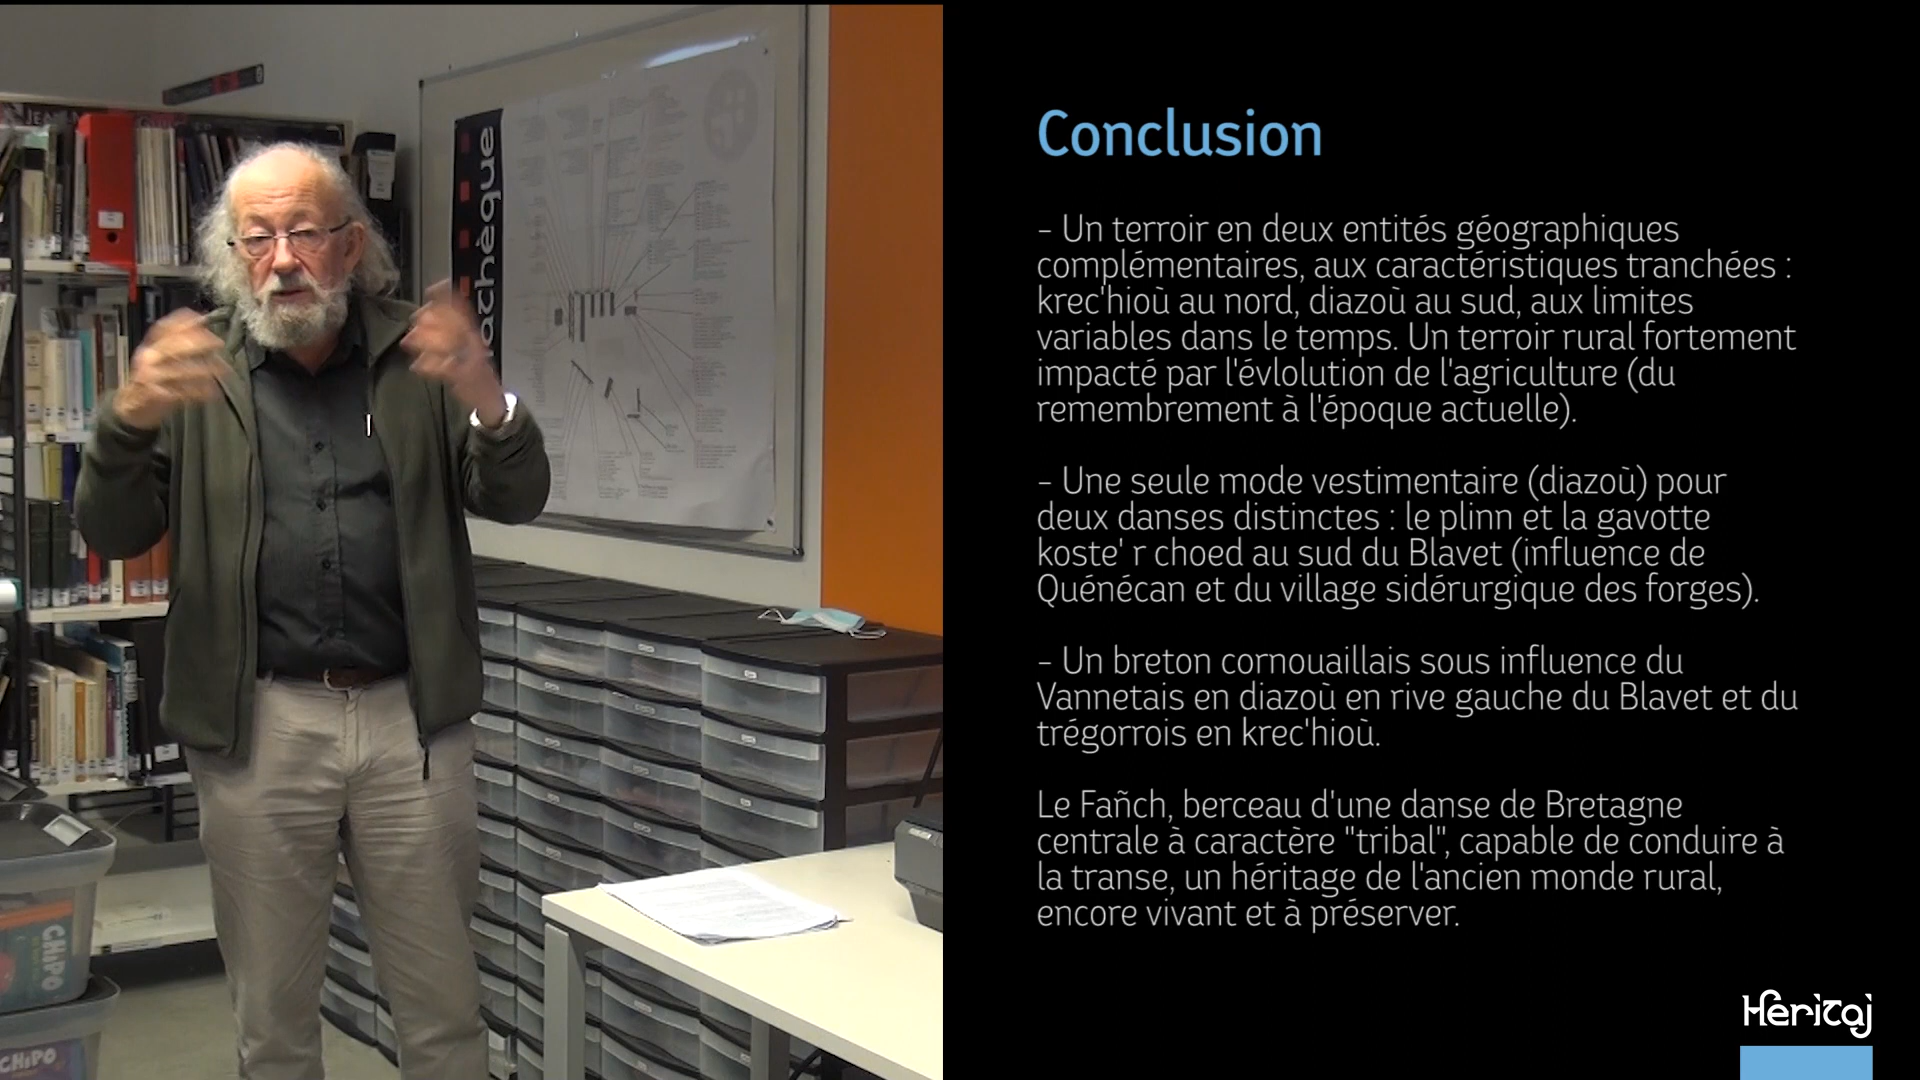 athèque
CHIPO
CHIPO
Conclusion
- Un terroir en deux entités géographiques
complémentaires, aux caractéristiques tranchées :
krec'hioù au nord, diazoù au sud, aux limites
variables dans le temps. Un terroir rural fortement
impacté par l'évlolution de l'agriculture (du
remembrement à l'époque actuelle).
- Une seule mode vestimentaire (diazoù) pour
deux danses distinctes : le plinn et la gavotte
koste' r choed au sud du Blavet (influence de
Quénécan et du village sidérurgique des forges).
- Un breton cornouaillais sous influence du
Vannetais en diazoù en rive gauche du Blavet et du
trégorrois en krec'hioù.
Le Fañch, berceau d'une danse de Bretagne
centrale à caractère "tribal", capable de conduire à
la transe, un héritage de l'ancien monde rural,
encore vivant et à préserver.
Heritaj